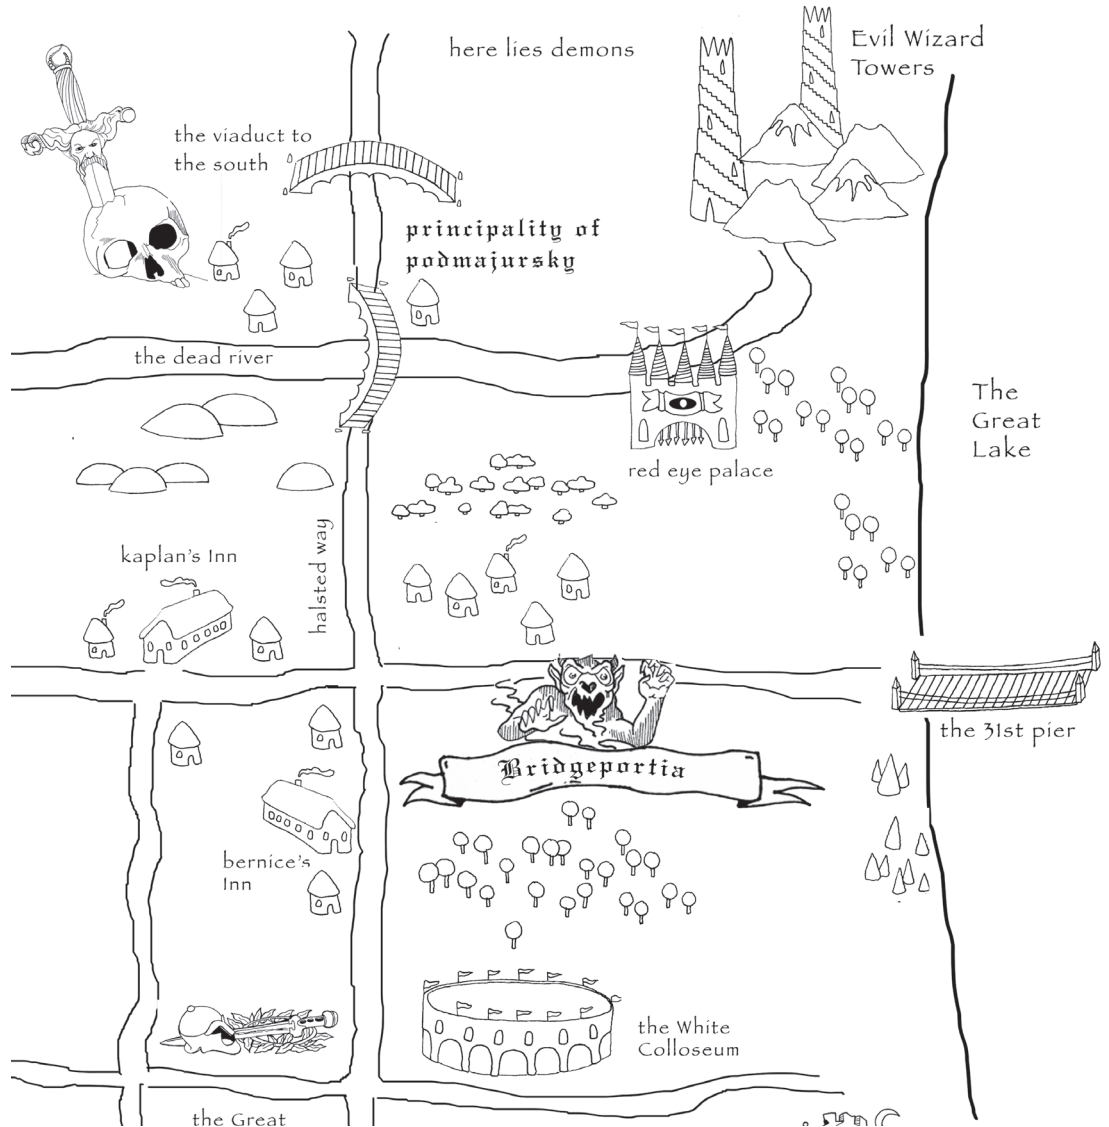 here lies demons
Evil Wizard
Towers
the viaduct to
the south
principality of
podmajursky
the dead river
The
Great
Lake
red eye palace
halsted way
kaplan's Inn
the 31st pier
Bridgeportia
bernice's
Inn
the White
Colloseum
the Great